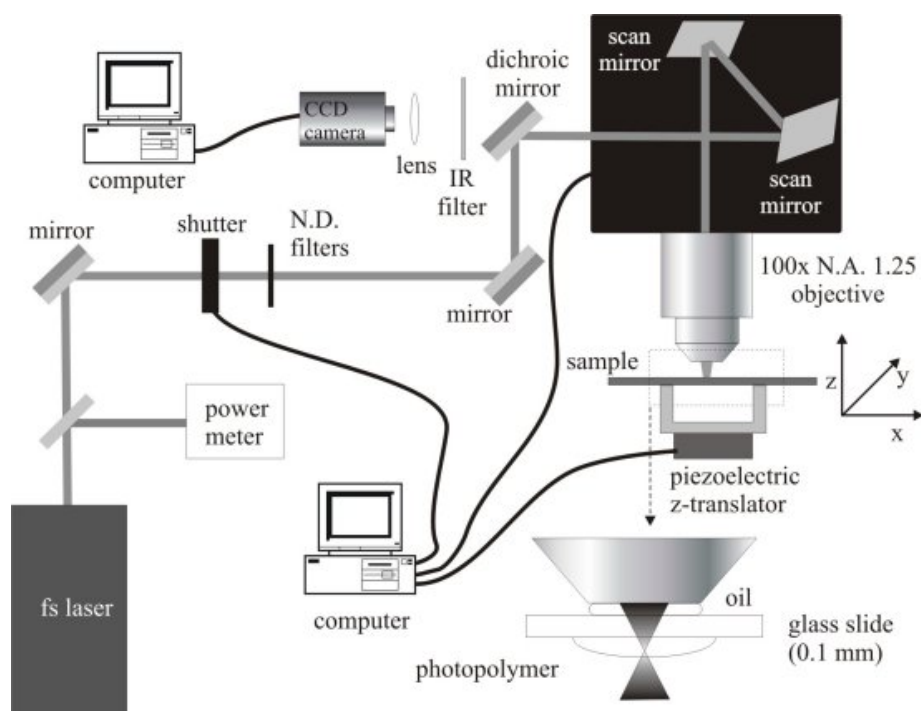 scan
mirror
dichroic
mirror
CCD
camera
lens
IR
filter
computer
scan
mirror
mirror
shutter
N.D.
filters
mirror
100x N.A. 1.25
objective
sample
z
y
x
power
meter
piezoelectric
z-translator
fs laser
computer
oil
glass slide
(0.1 mm)
photopolymer